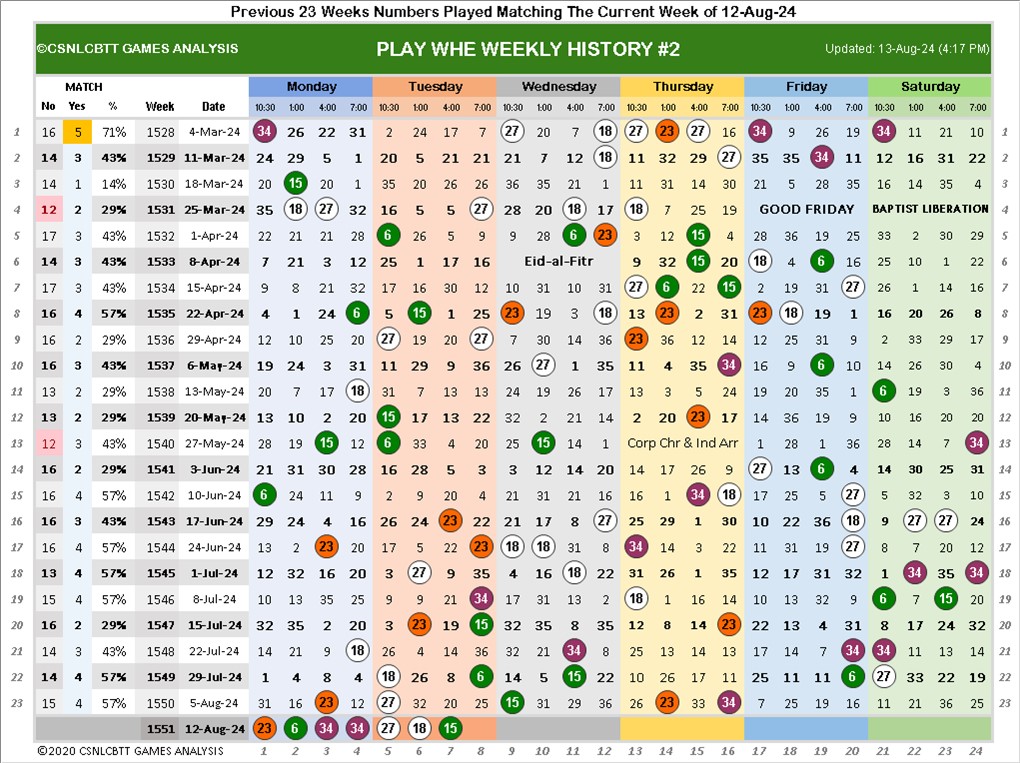 Previous 23 Weeks Numbers Played Matching The Current Week of 12-Aug-24
©CSNLCBTT GAMES ANALYSIS PLAY WHE WEEKLY HISTORY #2 Updated: 13-Aug-24 (4:17 PM)
MATCH Monday Tuesday Wednesday Thursday Friday Saturday
No Yes % Week Date 10:30 1:00 4:00 7:00 10:30 1:00 4:00 7:00 10:30 1:00 4:00 7:00 10:30 1:00 4:00 7:00 10:30 1:00 4:00 7:00 10:30 1:00 4:00 7:00
1 16 5 71% 1528 4-Mar-24 34 26 22 31 2 24 17 7 27 20 7 18 27 23 27 16 34 9 26 19 34 11 21 10 1
2 14 3 43% 1529 11-Mar-24 24 29 5 1 20 5 21 21 21 7 12 18 11 32 29 27 35 35 34 11 12 16 31 22 2
3 14 1 14% 1530 18-Mar-24 20 15 20 1 35 20 26 26 36 35 21 1 11 31 14 30 21 5 28 35 16 14 35 4 3
4 12 2 29% 1531 25-Mar-24 35 18 27 32 16 5 5 27 28 20 18 17 18 7 25 19 GOOD FRIDAY BAPTIST LIBERATION 4
5 17 3 43% 1532 1-Apr-24 22 21 21 28 6 26 5 9 9 28 6 23 3 12 15 4 28 36 19 25 33 2 30 29 5
6 14 3 43% 1533 8-Apr-24 7 21 3 12 25 1 17 16 Eid-al-Fitr 9 32 15 20 18 4 6 16 25 10 1 22 6
7 17 3 43% 1534 15-Apr-24 9 8 21 32 17 16 30 12 10 31 10 31 27 6 22 15 2 19 31 27 26 1 14 16 7
8 16 4 57% 1535 22-Apr-24 4 1 24 6 5 15 1 25 23 19 3 18 13 23 2 31 23 18 19 1 16 20 26 8 8
9 16 2 29% 1536 29-Apr-24 12 10 25 20 27 19 20 27 7 30 14 36 23 36 12 14 12 25 31 9 2 33 29 17 9
10 16 3 43% 1537 6-May-24 19 24 3 31 11 29 9 36 26 27 1 35 11 4 35 34 19 9 6 10 14 26 30 4 10
11 13 2 29% 1538 13-May-24 20 7 7 18 31 7 13 13 24 19 26 17 13 3 5 24 19 20 35 1 6 19 3 36 11
12 13 2 29% 1539 20-May-24 13 10 2 20 15 17 13 22 32 2 21 14 2 20 23 17 14 36 19 9 10 16 20 20 12
13 12 3 43% 1540 27-May-24 28 19 15 12 6 33 4 20 25 15 14 1 Corp Chr & Ind Arr 1 28 1 36 28 14 7 34 13
14 16 2 29% 1541 3-Jun-24 21 31 30 28 16 28 5 3 3 12 14 20 14 17 26 9 27 13 6 4 14 30 25 31 14
15 16 4 57% 1542 10-Jun-24 6 24 11 9 2 9 20 4 21 31 21 16 16 1 34 18 17 25 5 27 5 32 3 10 15
16 16 3 43% 1543 17-Jun-24 29 24 4 16 26 24 23 22 21 17 8 27 25 29 1 30 10 22 36 18 9 27 27 24 16
17 16 4 57% 1544 24-Jun-24 13 2 23 20 17 5 22 23 18 18 31 8 34 14 3 22 11 31 19 27 8 7 20 12 17
18 13 4 57% 1545 1-Jul-24 12 32 16 20 3 27 9 35 4 16 18 22 31 26 1 35 12 17 31 32 1 34 35 34 18
19 15 4 57% 1546 8-Jul-24 10 13 35 25 9 9 21 34 17 31 13 2 18 1 16 14 10 13 32 9 6 7 15 20 19
20 16 2 29% 1547 15-Jul-24 32 35 2 20 3 23 19 15 32 35 8 35 12 8 14 23 22 13 4 31 8 17 24 32 20
21 14 3 43% 1548 22-Jul-24 14 21 9 18 26 4 14 36 32 21 34 8 25 13 14 13 17 14 7 34 34 11 13 14 21
22 14 4 57% 1549 29-Jul-24 1 4 8 4 18 26 8 6 14 5 15 22 10 26 17 11 25 11 11 6 27 33 22 19 22
23 15 4 57% 1550 5-Aug-24 31 16 23 12 27 32 20 20 15 31 31 36 26 23 33 34 7 25 19 16 11 21 36 25 23
1551 12-Aug-24 23 6 34 34 27 18 15
©2020 CSNLCBTT GAMES ANALYSIS 1 2 3 4 5 6 7 8 9 10 11 12 13 14 15 16 17 18 19 20 21 22 23 24